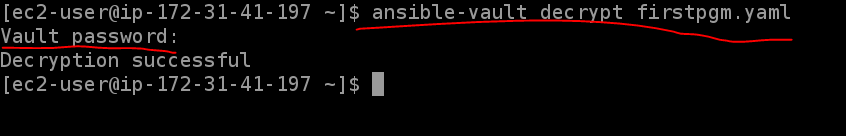 [ec2-user@ip-172-31-41-197 ~]$ ansible-vault decrypt firstpgm.yaml
Vault password:
Decryption successful
[ec2-user@ip-172-31-41-197 ~]$